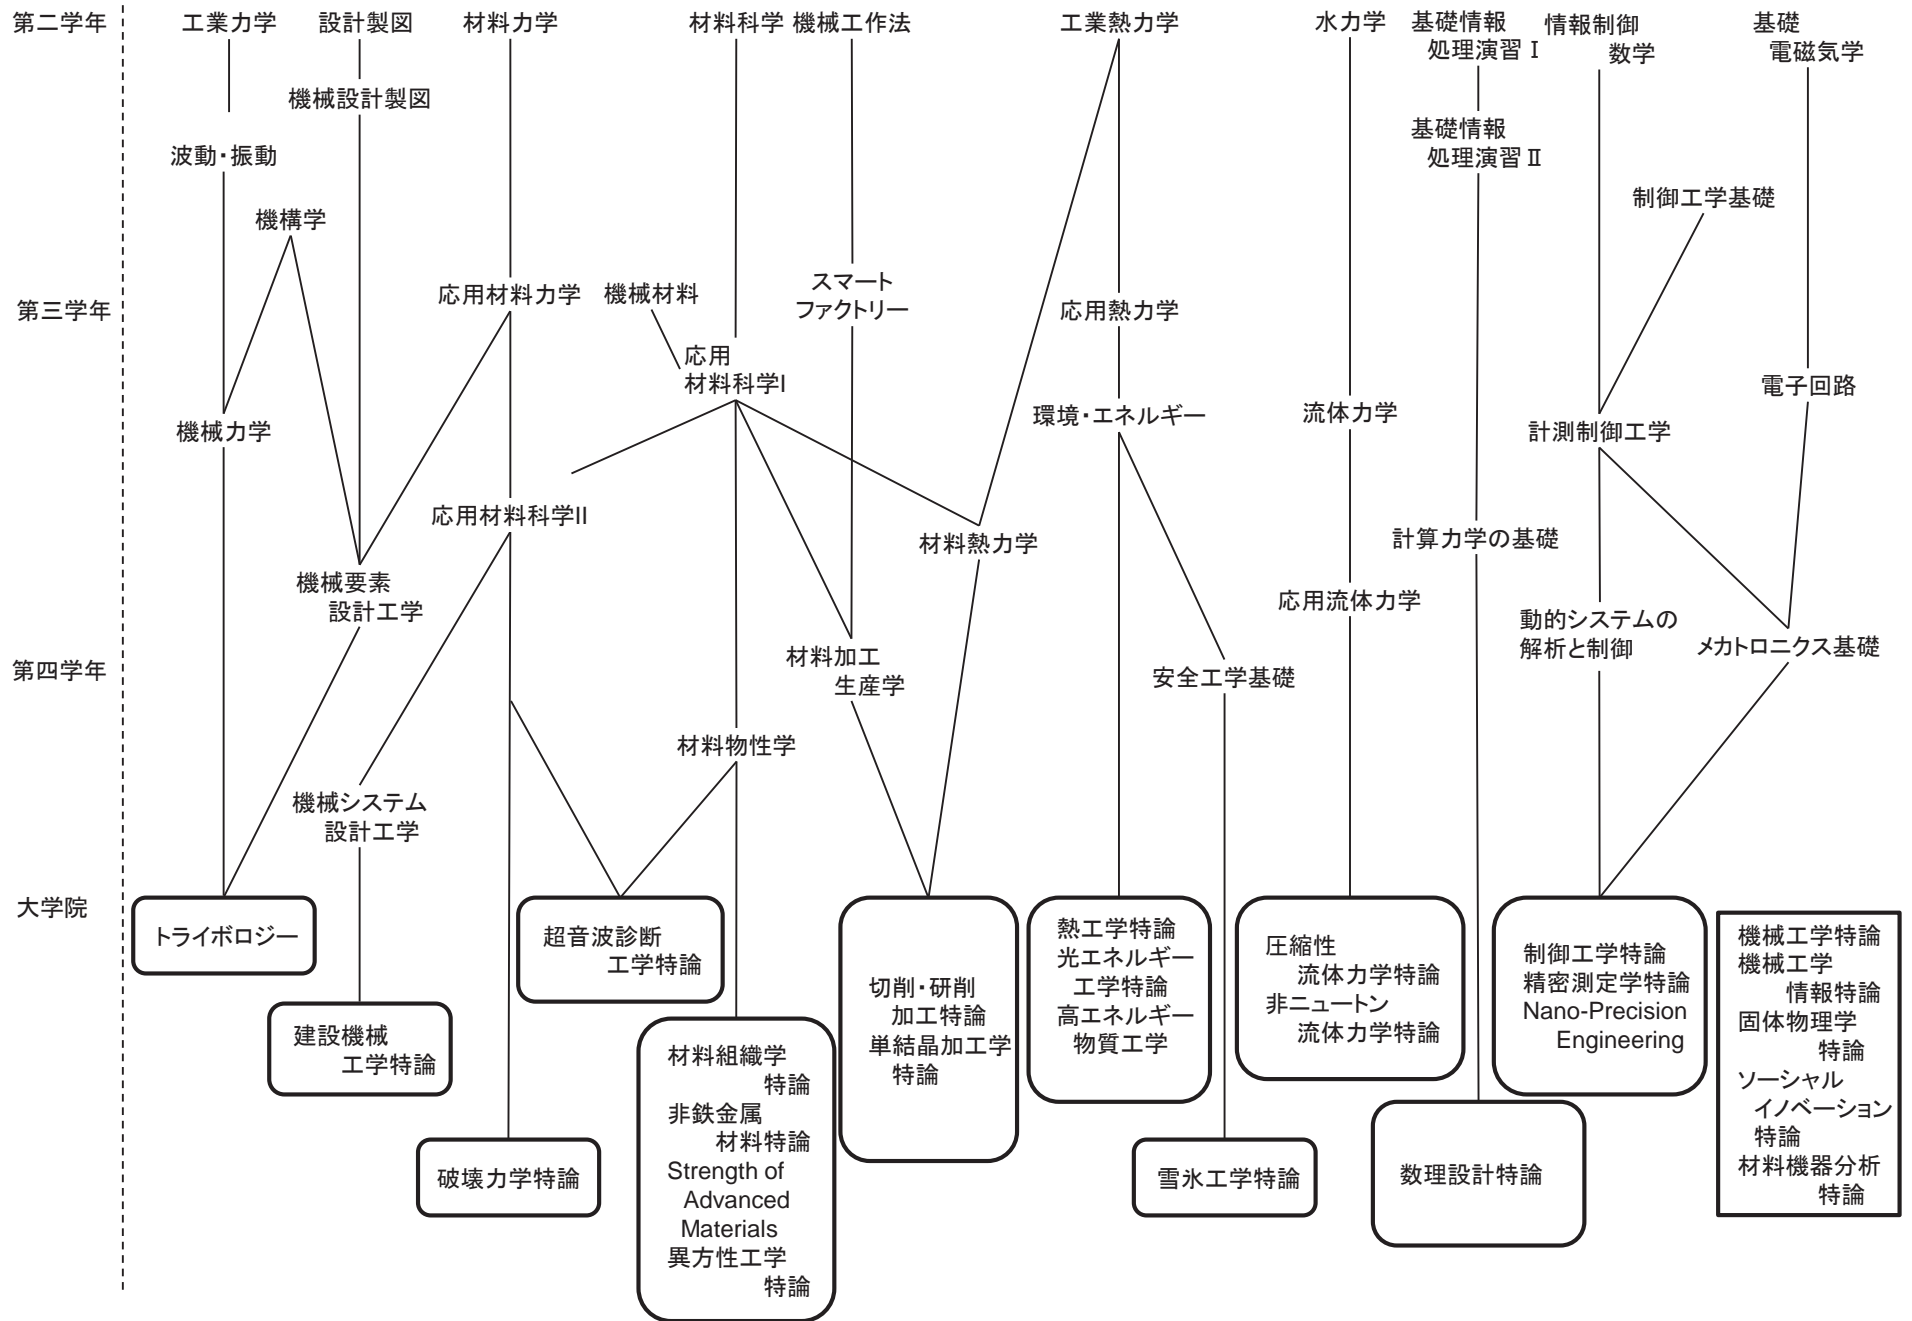 第二学年
工業力学
設計製図
材料力学
材料科学
機械工作法
工業熱力学
水力学
基礎情報
処理演習Ⅰ
情報制御
数学
基礎
電磁気学
機械設計製図
波動・振動
基礎情報
処理演習Ⅱ
機構学
制御工学基礎
第三学年
応用材料力学
機械材料
スマート
ファクトリー
応用熱力学
応用
材料科学I
電子回路
機械力学
環境・エネルギー
流体力学
計測制御工学
応用材料科学II
材料熱力学
計算力学の基礎
機械要素
設計工学
応用流体力学
動的システムの
解析と制御
メカトロニクス基礎
第四学年
材料加工
生産学
安全工学基礎
材料物性学
機械システム
設計工学
大学院
トライボロジー
超音波診断
工学特論
建設機械
工学特論
破壊力学特論
材料組織学
特論
非鉄金属
材料特論
Strength of
Advanced
Materials
異方性工学
特論
切削・研削
加工特論
単結晶加工学
特論
熱工学特論
光エネルギー
工学特論
高エネルギー
物質工学
雪氷工学特論
圧縮性
流体力学特論
非ニュートン
流体力学特論
数理設計特論
制御工学特論
精密測定学特論
Nano-Precision
Engineering
機械工学特論
機械工学
情報特論
固体物理学
特論
ソーシャル
イノベーション
特論
材料機器分析
特論